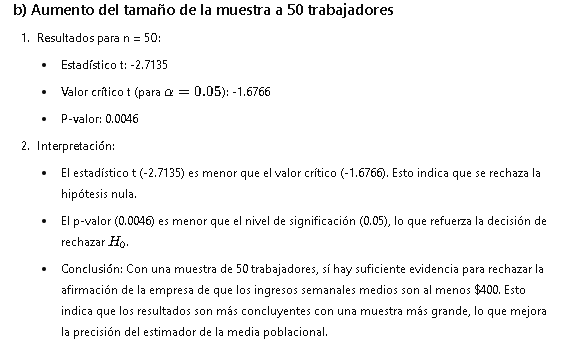 b) Aumento del tamaño de la muestra a 50 trabajadores
1. Resultados para n = 50:
• Estadístico t: -2.7135
• Valor crítico t (para α = 0.05): -1.6766
• P-valor: 0.0046
2. Interpretación:
• El estadístico t (-2.7135) es menor que el valor crítico (-1.6766). Esto indica que se rechaza la
hipótesis nula.
• El p-valor (0.0046) es menor que el nivel de significación (0.05), lo que refuerza la decisión de
rechazar H₀.
• Conclusión: Con una muestra de 50 trabajadores, sí hay suficiente evidencia para rechazar la
afirmación de la empresa de que los ingresos semanales medios son al menos $400. Esto
indica que los resultados son más concluyentes con una muestra más grande, lo que mejora
la precisión del estimador de la media poblacional.